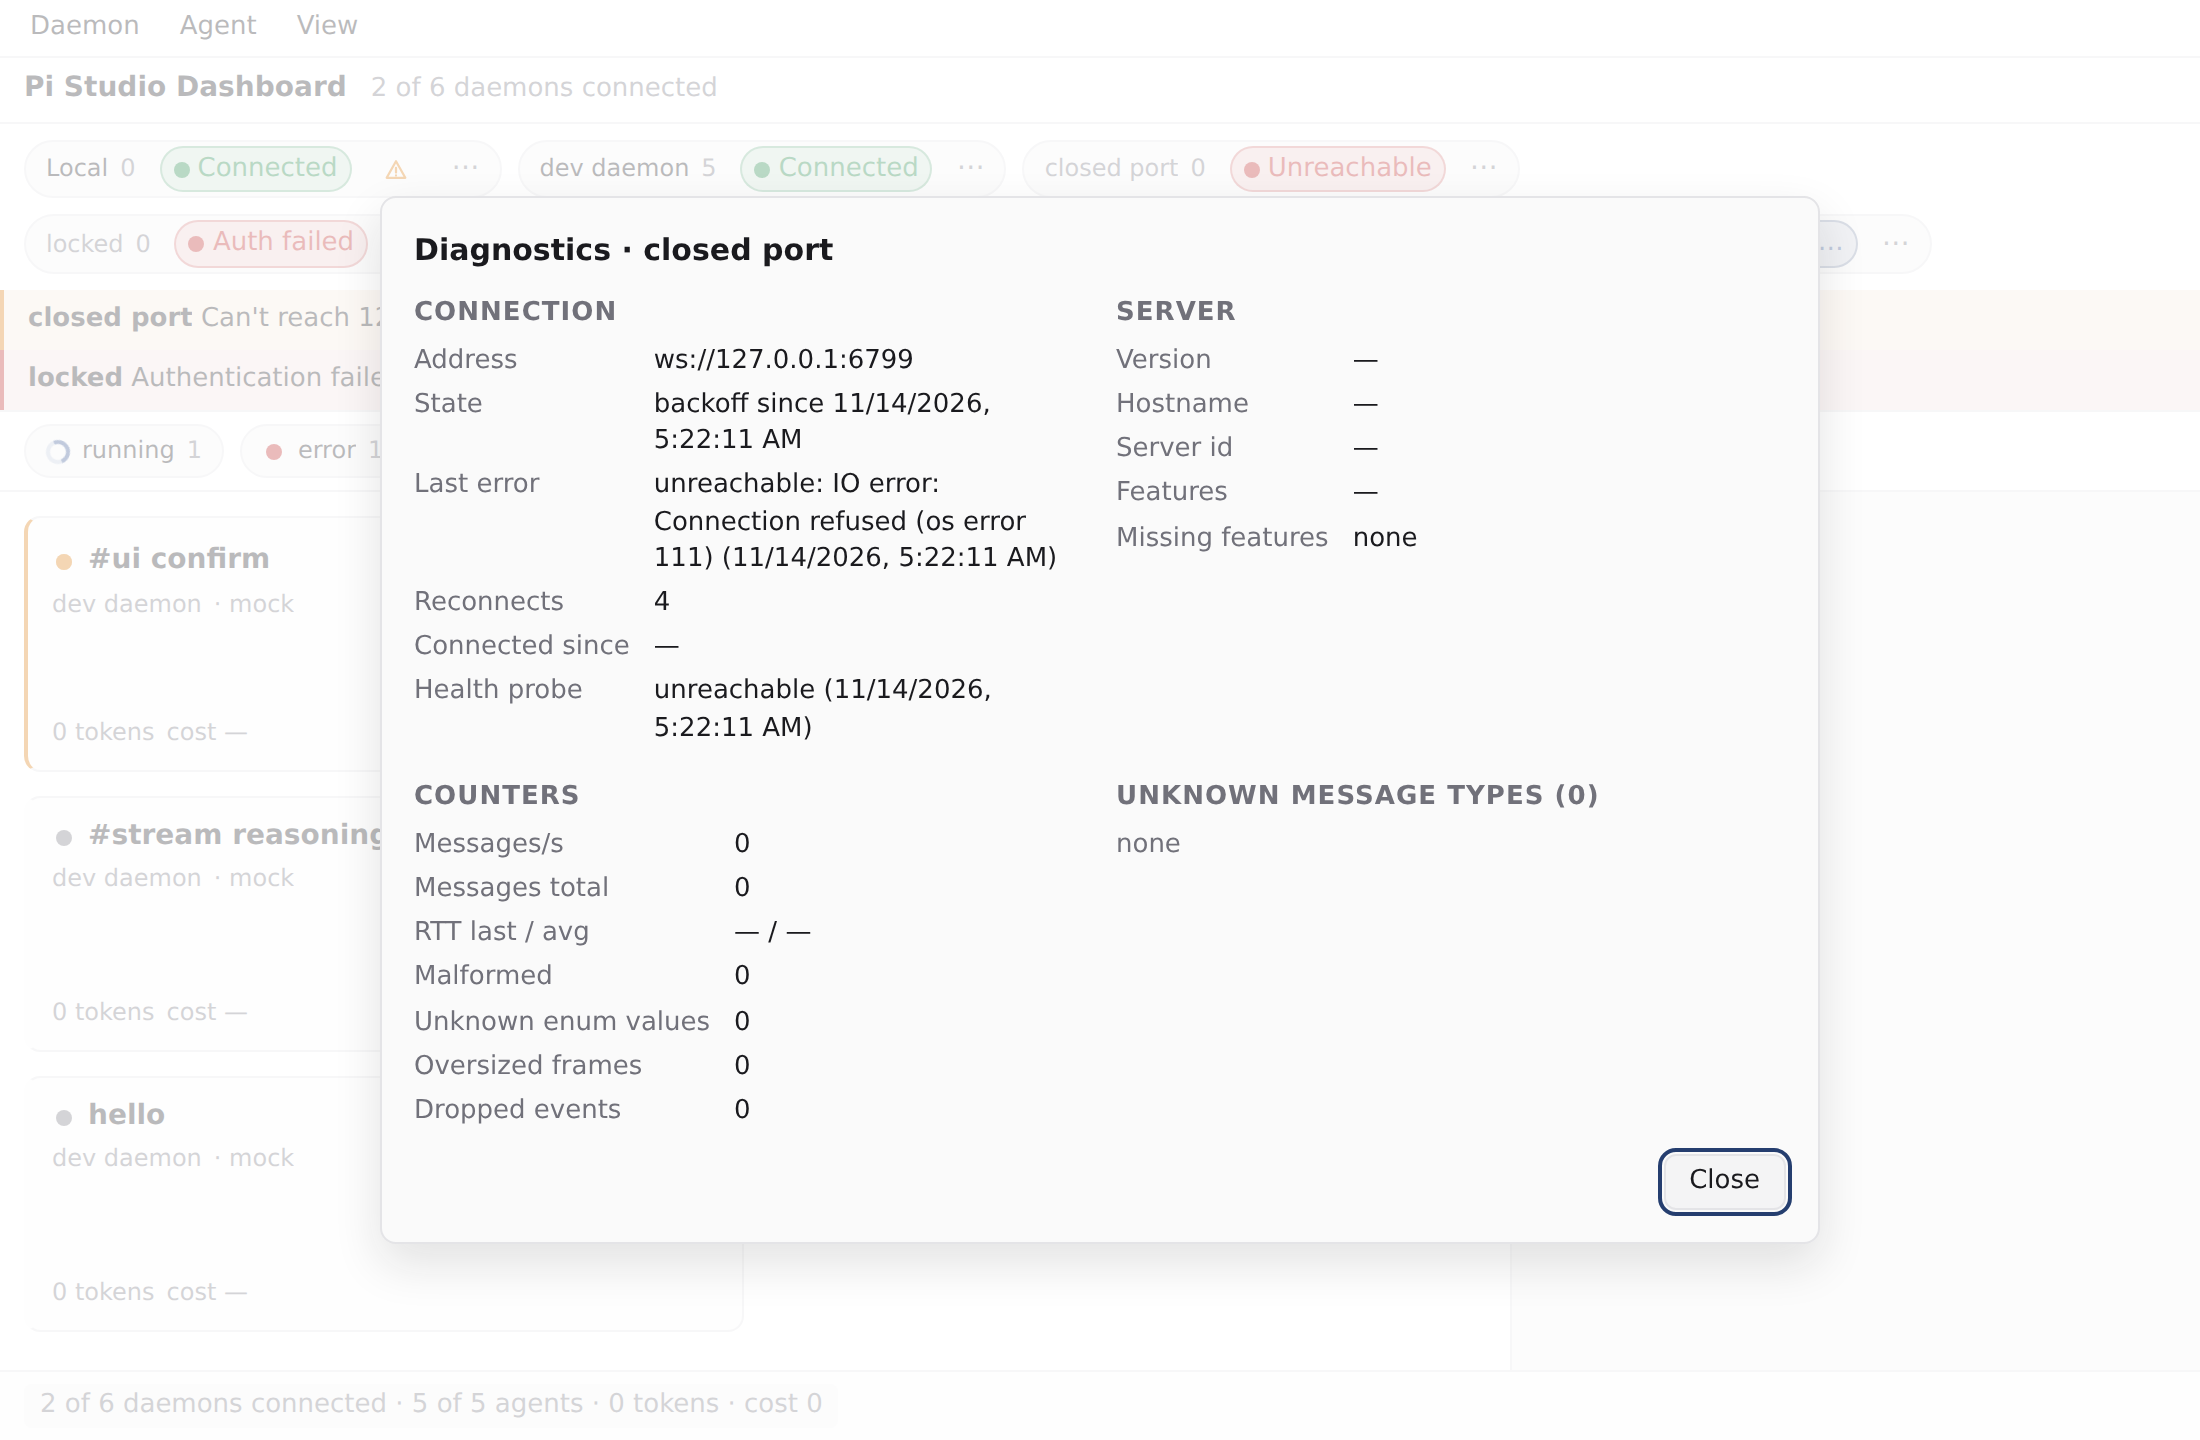 Daemon Agent View
Pi Studio Dashboard 2 of 6 daemons connected
Local 0 Connected ⚠ ··· dev daemon 5 Connected ··· closed port 0 Unreachable ···
locked 0 Auth failed … ···
closed port Can't reach 12
locked Authentication faile
running 1 error 1
#ui confirm
dev daemon · mock
0 tokens cost —
#stream reasoning
dev daemon · mock
0 tokens cost —
hello
dev daemon · mock
0 tokens cost —
Diagnostics · closed port
CONNECTION
Address ws://127.0.0.1:6799
State backoff since 11/14/2026,
5:22:11 AM
Last error unreachable: IO error:
Connection refused (os error
111) (11/14/2026, 5:22:11 AM)
Reconnects 4
Connected since —
Health probe unreachable (11/14/2026,
5:22:11 AM)
SERVER
Version —
Hostname —
Server id —
Features —
Missing features none
COUNTERS
Messages/s 0
Messages total 0
RTT last / avg — / —
Malformed 0
Unknown enum values 0
Oversized frames 0
Dropped events 0
UNKNOWN MESSAGE TYPES (0)
none
Close
2 of 6 daemons connected · 5 of 5 agents · 0 tokens · cost 0